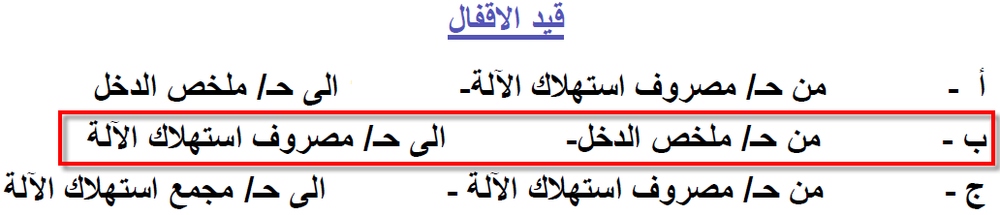 قيد الاقفال
أ - من حـ/ مصروف استهلاك الآلة- الى حـ/ ملخص الدخل
ب - من حـ/ ملخص الدخل- الى حـ/ مصروف استهلاك الآلة
ج - من حـ/ مصروف استهلاك الآلة - الى حـ/ مجمع استهلاك الآلة